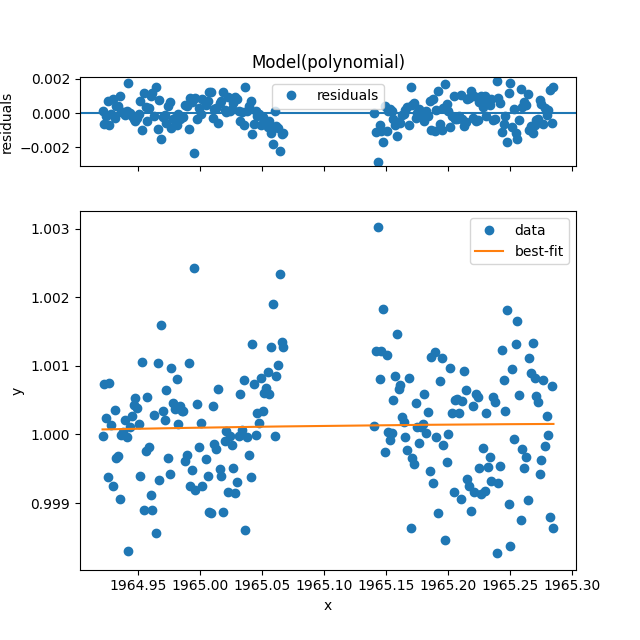 Model(polynomial)
0.002
0.000
−0.002
residuals
residuals
1.003
1.002
1.001
1.000
0.999
y
data
best-fit
1964.95 1965.00 1965.05 1965.10 1965.15 1965.20 1965.25 1965.30
x